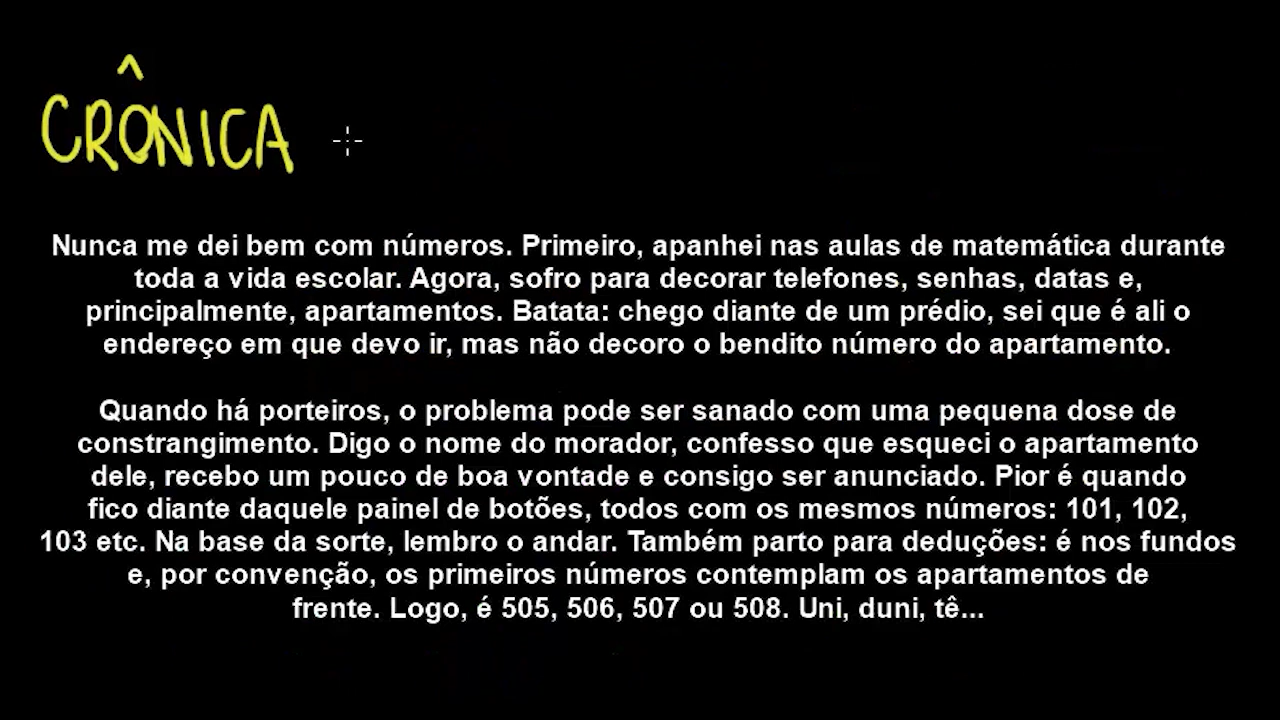 CRÔNICA
Nunca me dei bem com números. Primeiro, apanhei nas aulas de matemática durante
toda a vida escolar. Agora, sofro para decorar telefones, senhas, datas e,
principalmente, apartamentos. Batata: chego diante de um prédio, sei que é ali o
endereço em que devo ir, mas não decoro o bendito número do apartamento.
Quando há porteiros, o problema pode ser sanado com uma pequena dose de
constrangimento. Digo o nome do morador, confesso que esqueci o apartamento
dele, recebo um pouco de boa vontade e consigo ser anunciado. Pior é quando
fico diante daquele painel de botões, todos com os mesmos números: 101, 102,
103 etc. Na base da sorte, lembro o andar. Também parto para deduções: é nos fundos
e, por convenção, os primeiros números contemplam os apartamentos de
frente. Logo, é 505, 506, 507 ou 508. Uni, duni, tê...